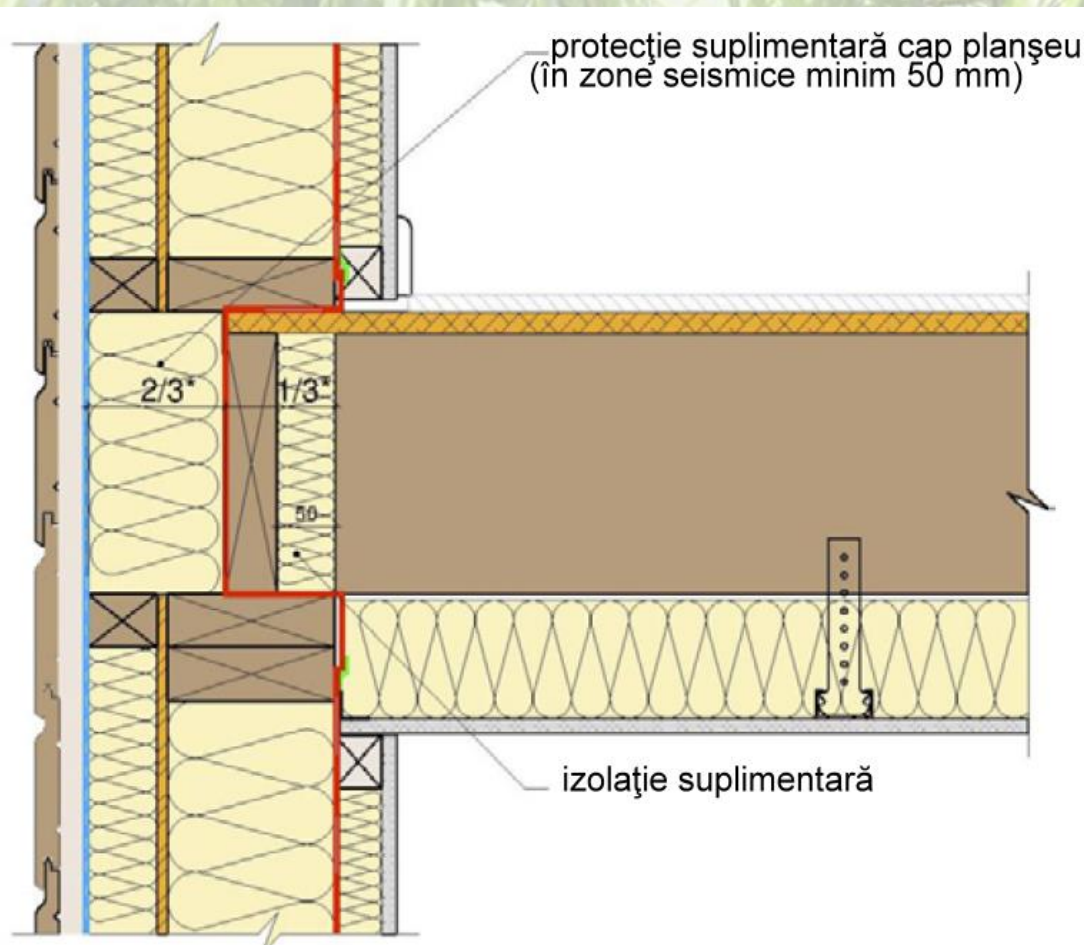 protecţie suplimentară cap planşeu
(în zone seismice minim 50 mm)
2/3* 1/3*
50
izolaţie suplimentară